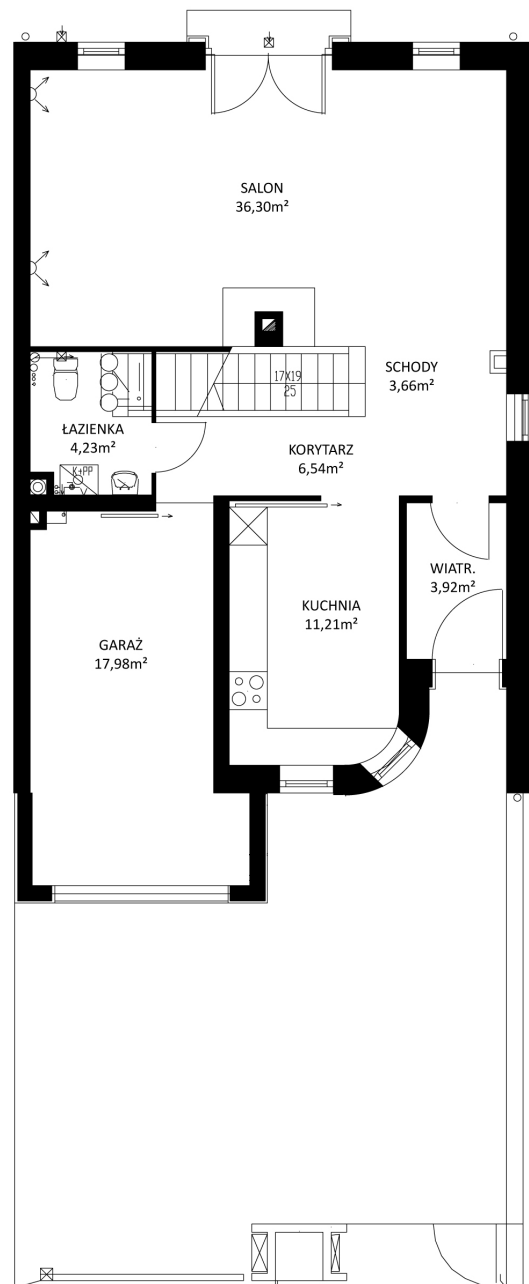 SALON
36,30m²
17X19
25
SCHODY
3,66m²
ŁAZIENKA
4,23m²
KORYTARZ
6,54m²
K+PP
WIATR.
3,92m²
KUCHNIA
11,21m²
GARAŻ
17,98m²